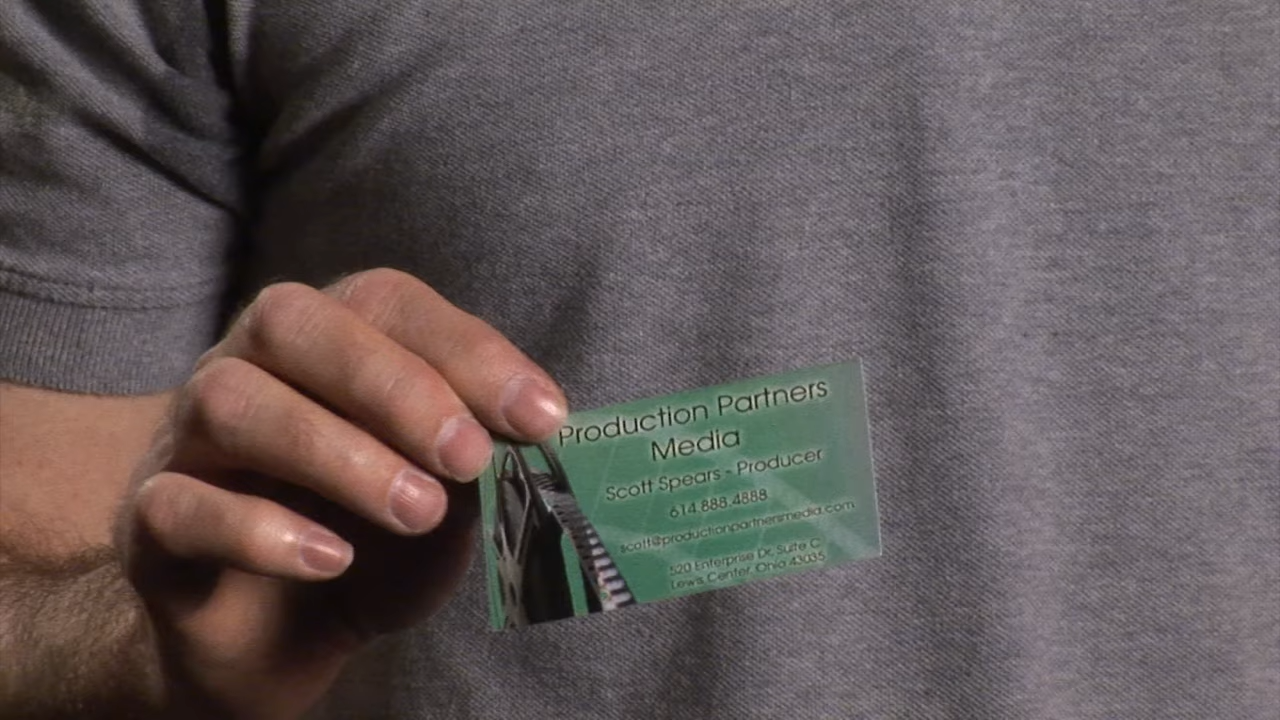 Production Partners
Media
Scott Spears - Producer
614.888.4888
scott@productionpartnersmedia.com
520 Enterprise Dr, Suite C
Lewis Center, Ohio 43035